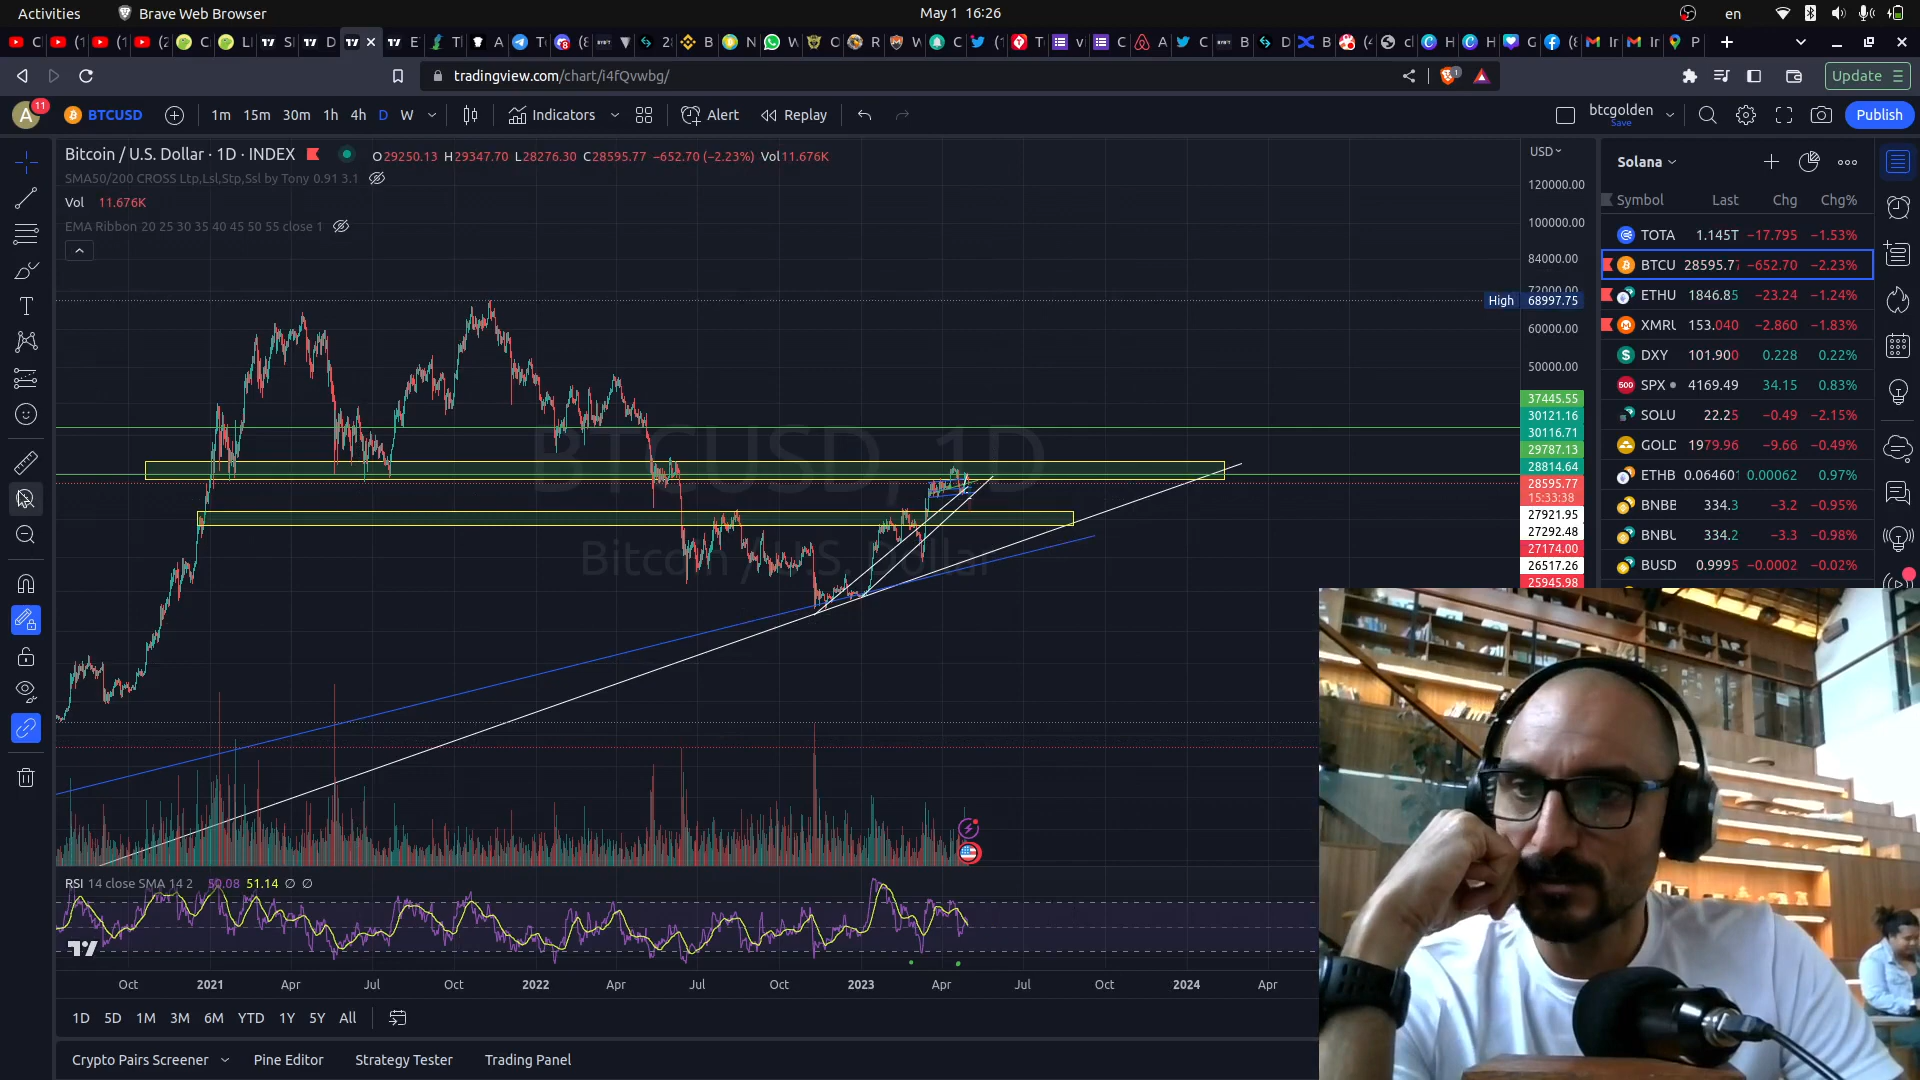 Activities
Brave Web Browser
May 1 16:26
en
tradingview.com/chart/i4fQvwbg/
Update
11
A
BTCUSD
1m 15m 30m 1h 4h D W
Indicators
Alert
Replay
btcgolden
Save
Publish
Bitcoin / U.S. Dollar · 1D · INDEX
O29250.13 H29347.70 L28276.30 C28595.77 −652.70 (−2.23%) Vol11.676K
SMA50/200 CROSS Ltp,Lsl,Stp,Ssl by Tony 0.91 3.1
Vol 11.676K
EMA Ribbon 20 25 30 35 40 45 50 55 close 1
BTCUSD, 1D
Bitcoin / U.S. Dollar
USD
120000.00
100000.00
84000.00
72000.00
High 68997.75
60000.00
50000.00
37445.55
30121.16
30116.71
29787.13
28814.64
28595.77
15:33:38
27921.95
27292.48
27174.00
26517.26
25945.98
Solana
Symbol Last Chg Chg%
TOTA 1.145T −17.795 −1.53%
BTCU 28595.77 −652.70 −2.23%
ETHU 1846.85 −23.24 −1.24%
XMRU 153.040 −2.860 −1.83%
DXY 101.900 0.228 0.22%
SPX 4169.49 34.15 0.83%
SOLU 22.25 −0.49 −2.15%
GOLD 1979.96 −9.66 −0.49%
ETHB 0.064601 0.00062 0.97%
BNBB 334.3 −3.2 −0.95%
BNBU 334.2 −3.3 −0.98%
BUSD 0.9995 −0.0002 −0.02%
RSI 14 close SMA 14 2 50.08 51.14 ∅ ∅
Oct 2021 Apr Jul Oct 2022 Apr Jul Oct 2023 Apr Jul Oct 2024 Apr
1D 5D 1M 3M 6M YTD 1Y 5Y All
Crypto Pairs Screener
Pine Editor
Strategy Tester
Trading Panel